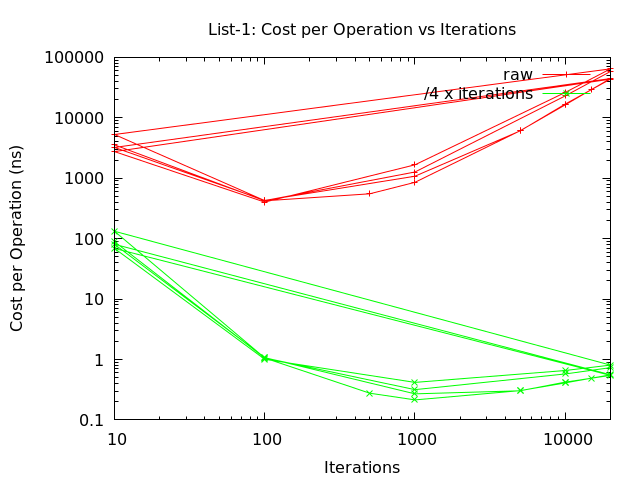 List-1: Cost per Operation vs Iterations
100000
10000
1000
100
10
1
0.1
Cost per Operation (ns)
raw
/4 x iterations
10 100 1000 10000
Iterations